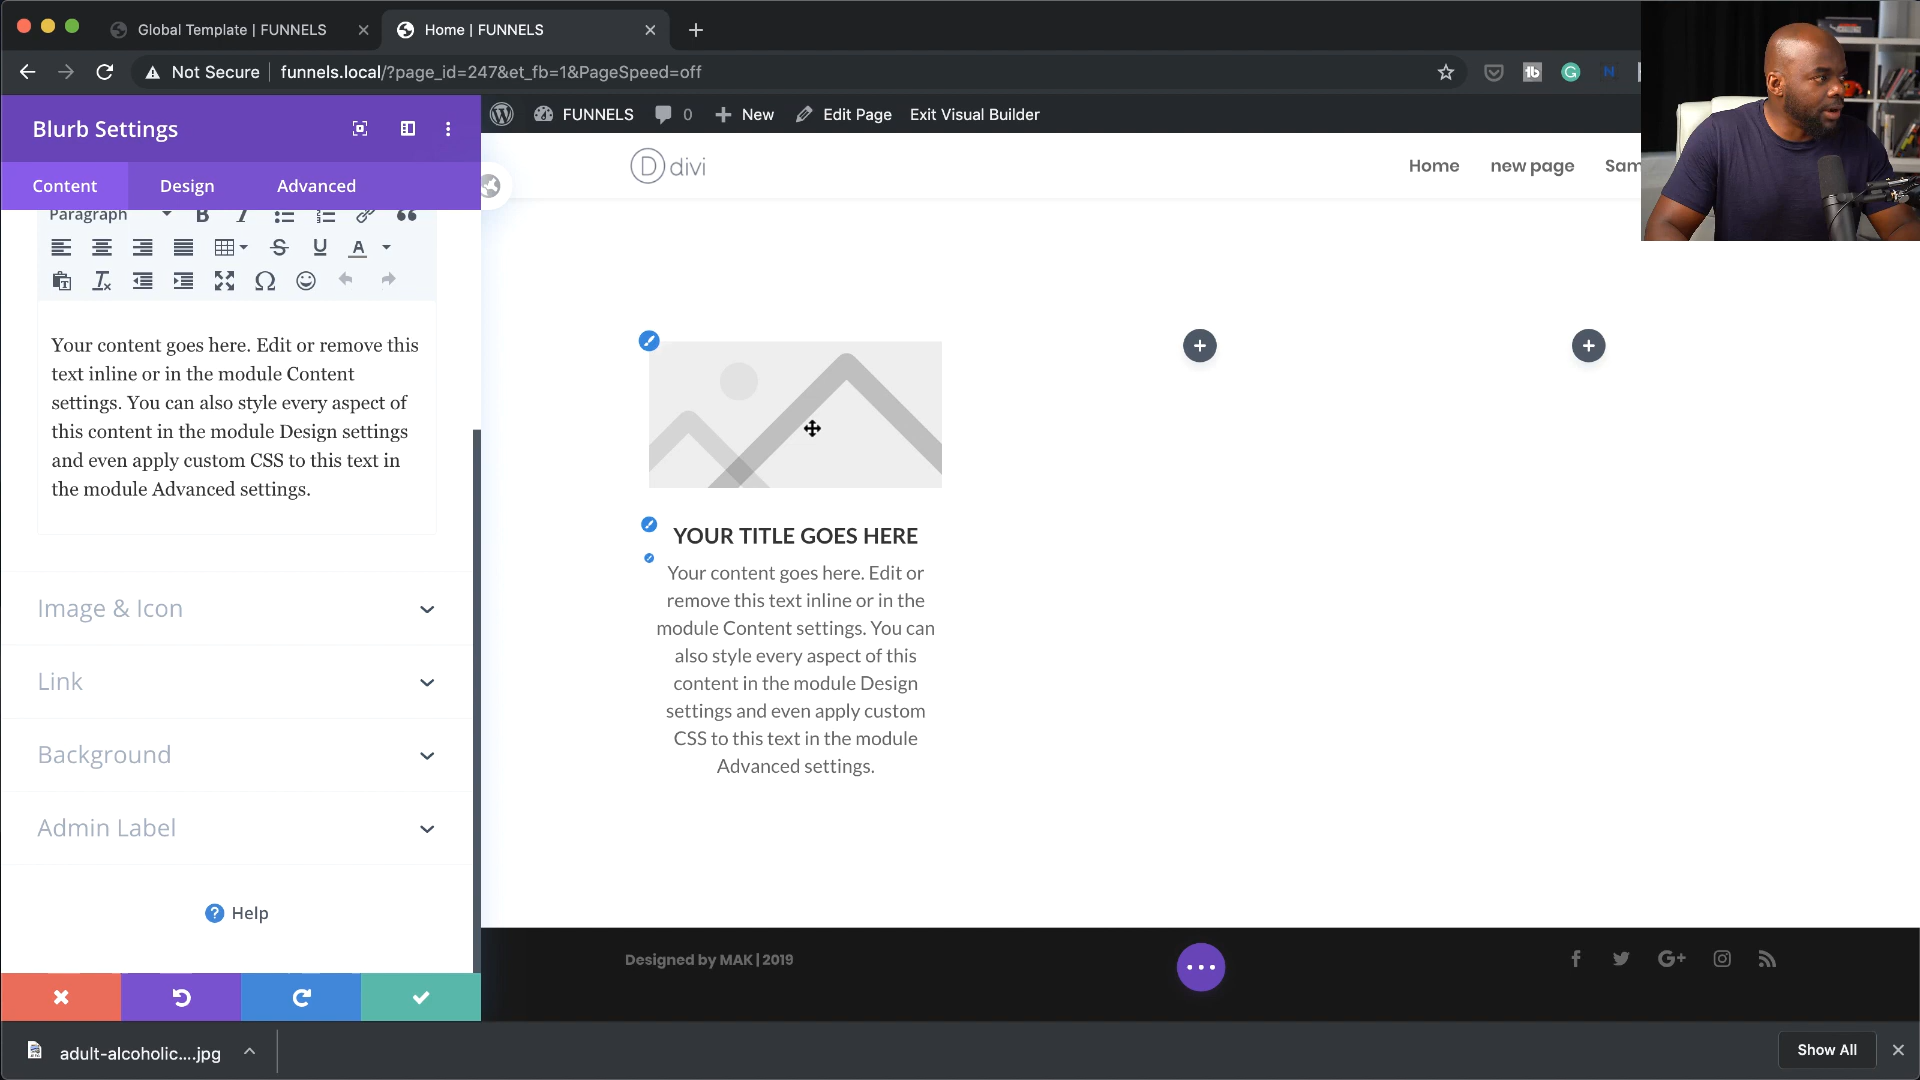 Global Template | FUNNELS
Home | FUNNELS
Not Secure
funnels.local/?page_id=247&et_fb=1&PageSpeed=off
FUNNELS
0
New
Edit Page
Exit Visual Builder
Blurb Settings
Content
Design
Advanced
divi
Home
new page
Sam
Paragraph
Your content goes here. Edit or remove this
text inline or in the module Content
settings. You can also style every aspect of
this content in the module Design settings
and even apply custom CSS to this text in
the module Advanced settings.
Image & Icon
Link
Background
Admin Label
Help
YOUR TITLE GOES HERE
Your content goes here. Edit or
remove this text inline or in the
module Content settings. You can
also style every aspect of this
content in the module Design
settings and even apply custom
CSS to this text in the module
Advanced settings.
Designed by MAK | 2019
adult-alcoholic....jpg
Show All